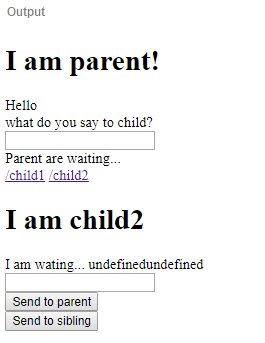 Output
I am parent!
Hello
what do you say to child?
Parent are waiting...
/child1 /child2
I am child2
I am wating... undefinedundefined
Send to parent
Send to sibling